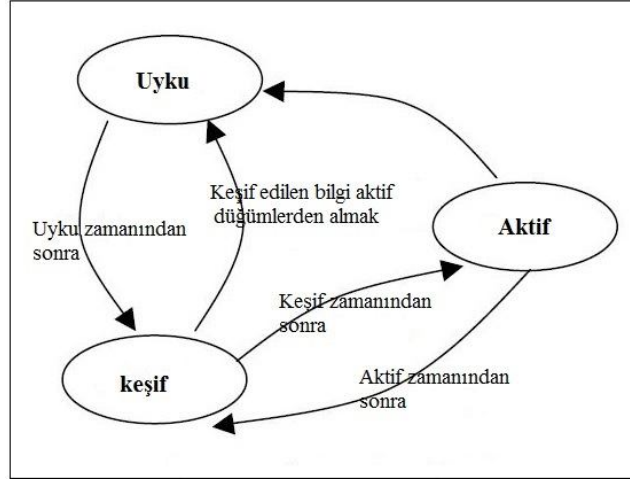 Uyku
Keşif edilen bilgi aktif
düğümlerden almak
Uyku zamanından
sonra
Aktif
Keşif zamanından
sonra
keşif
Aktif zamanından
sonra